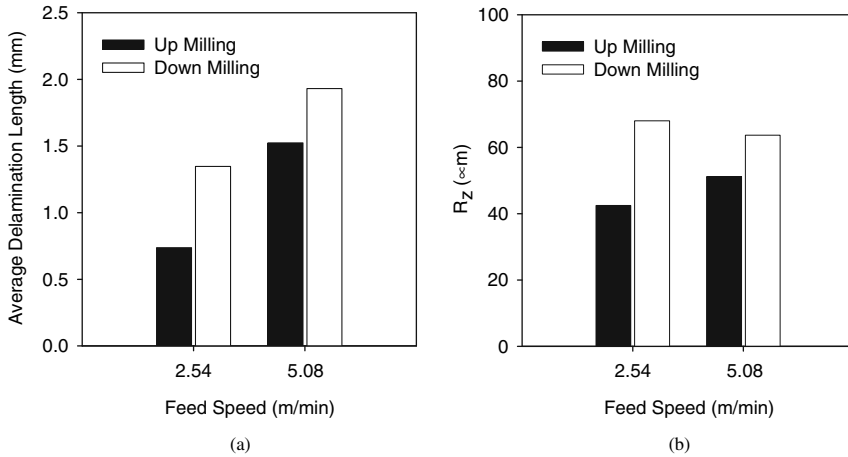 2.5
Up Milling
Down Milling
2.0
1.5
1.0
0.5
0.0
Average Delamination Length (mm)
2.54 5.08
Feed Speed (m/min)
(a)
100
Up Milling
Down Milling
80
60
40
20
0
Rz (∝m)
2.54 5.08
Feed Speed (m/min)
(b)